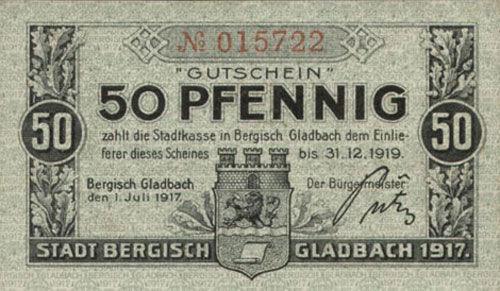 № 015722
"GUTSCHEIN"
50 PFENNIG
50
50
zahlt die Stadtkasse in Bergisch Gladbach dem Einlie-
ferer dieses Scheines bis 31.12.1919.
Bergisch Gladbach
den 1. Juli 1917.
Der Bürgermeister
STADT BERGISCH GLADBACH 1917.